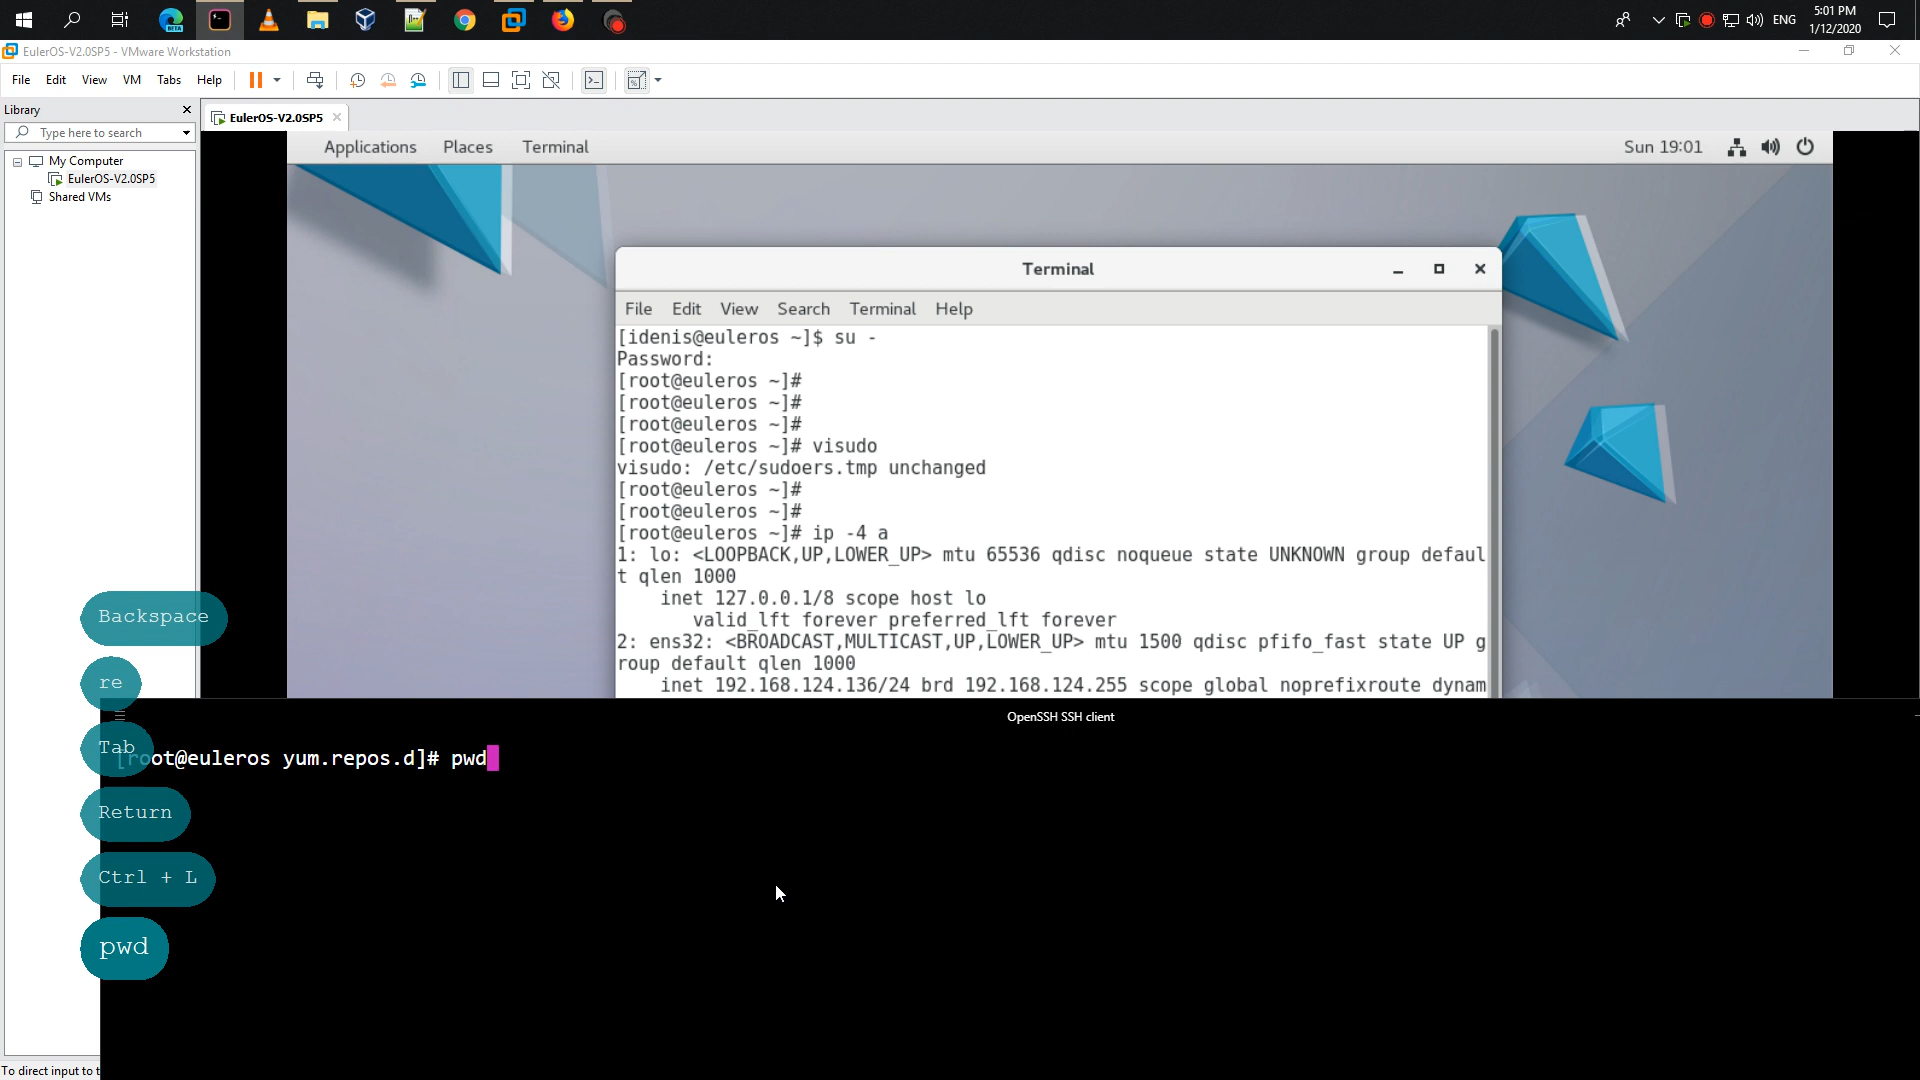 ENG
5:01 PM
1/12/2020
EulerOS-V2.0SP5 - VMware Workstation
File Edit View VM Tabs Help
Library
Type here to search
My Computer
EulerOS-V2.0SP5
Shared VMs
EulerOS-V2.0SP5
Applications Places Terminal
Sun 19:01
Terminal
File Edit View Search Terminal Help
[idenis@euleros ~]$ su -
Password:
[root@euleros ~]#
[root@euleros ~]#
[root@euleros ~]#
[root@euleros ~]# visudo
visudo: /etc/sudoers.tmp unchanged
[root@euleros ~]#
[root@euleros ~]#
[root@euleros ~]# ip -4 a
1: lo: <LOOPBACK,UP,LOWER_UP> mtu 65536 qdisc noqueue state UNKNOWN group defaul
t qlen 1000
inet 127.0.0.1/8 scope host lo
valid_lft forever preferred_lft forever
2: ens32: <BROADCAST,MULTICAST,UP,LOWER_UP> mtu 1500 qdisc pfifo_fast state UP g
roup default qlen 1000
inet 192.168.124.136/24 brd 192.168.124.255 scope global noprefixroute dynam
OpenSSH SSH client
[root@euleros yum.repos.d]# pwd
Backspace
re
Tab
Return
Ctrl + L
pwd
To direct input to t